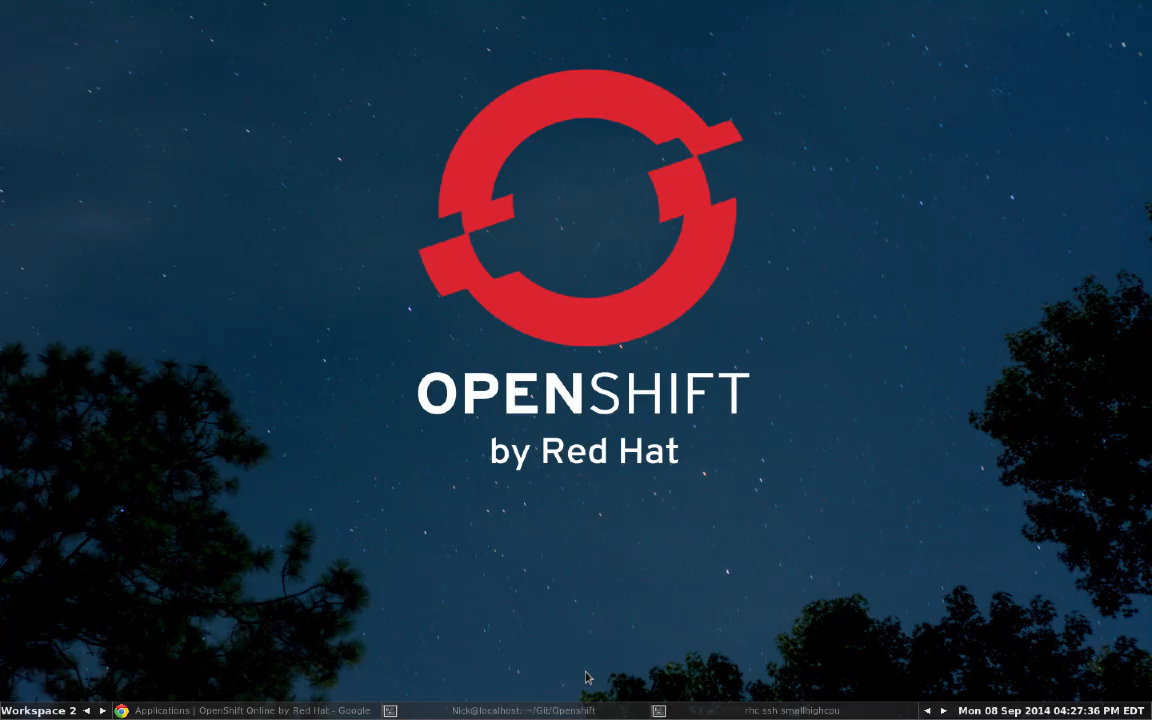 OPENSHIFT
by Red Hat
Workspace 2
Applications | OpenShift Online by Red Hat - Google
Nick@localhost: ~/Git/Openshift
rhc ssh smallhighcpu
Mon 08 Sep 2014 04:27:36 PM EDT